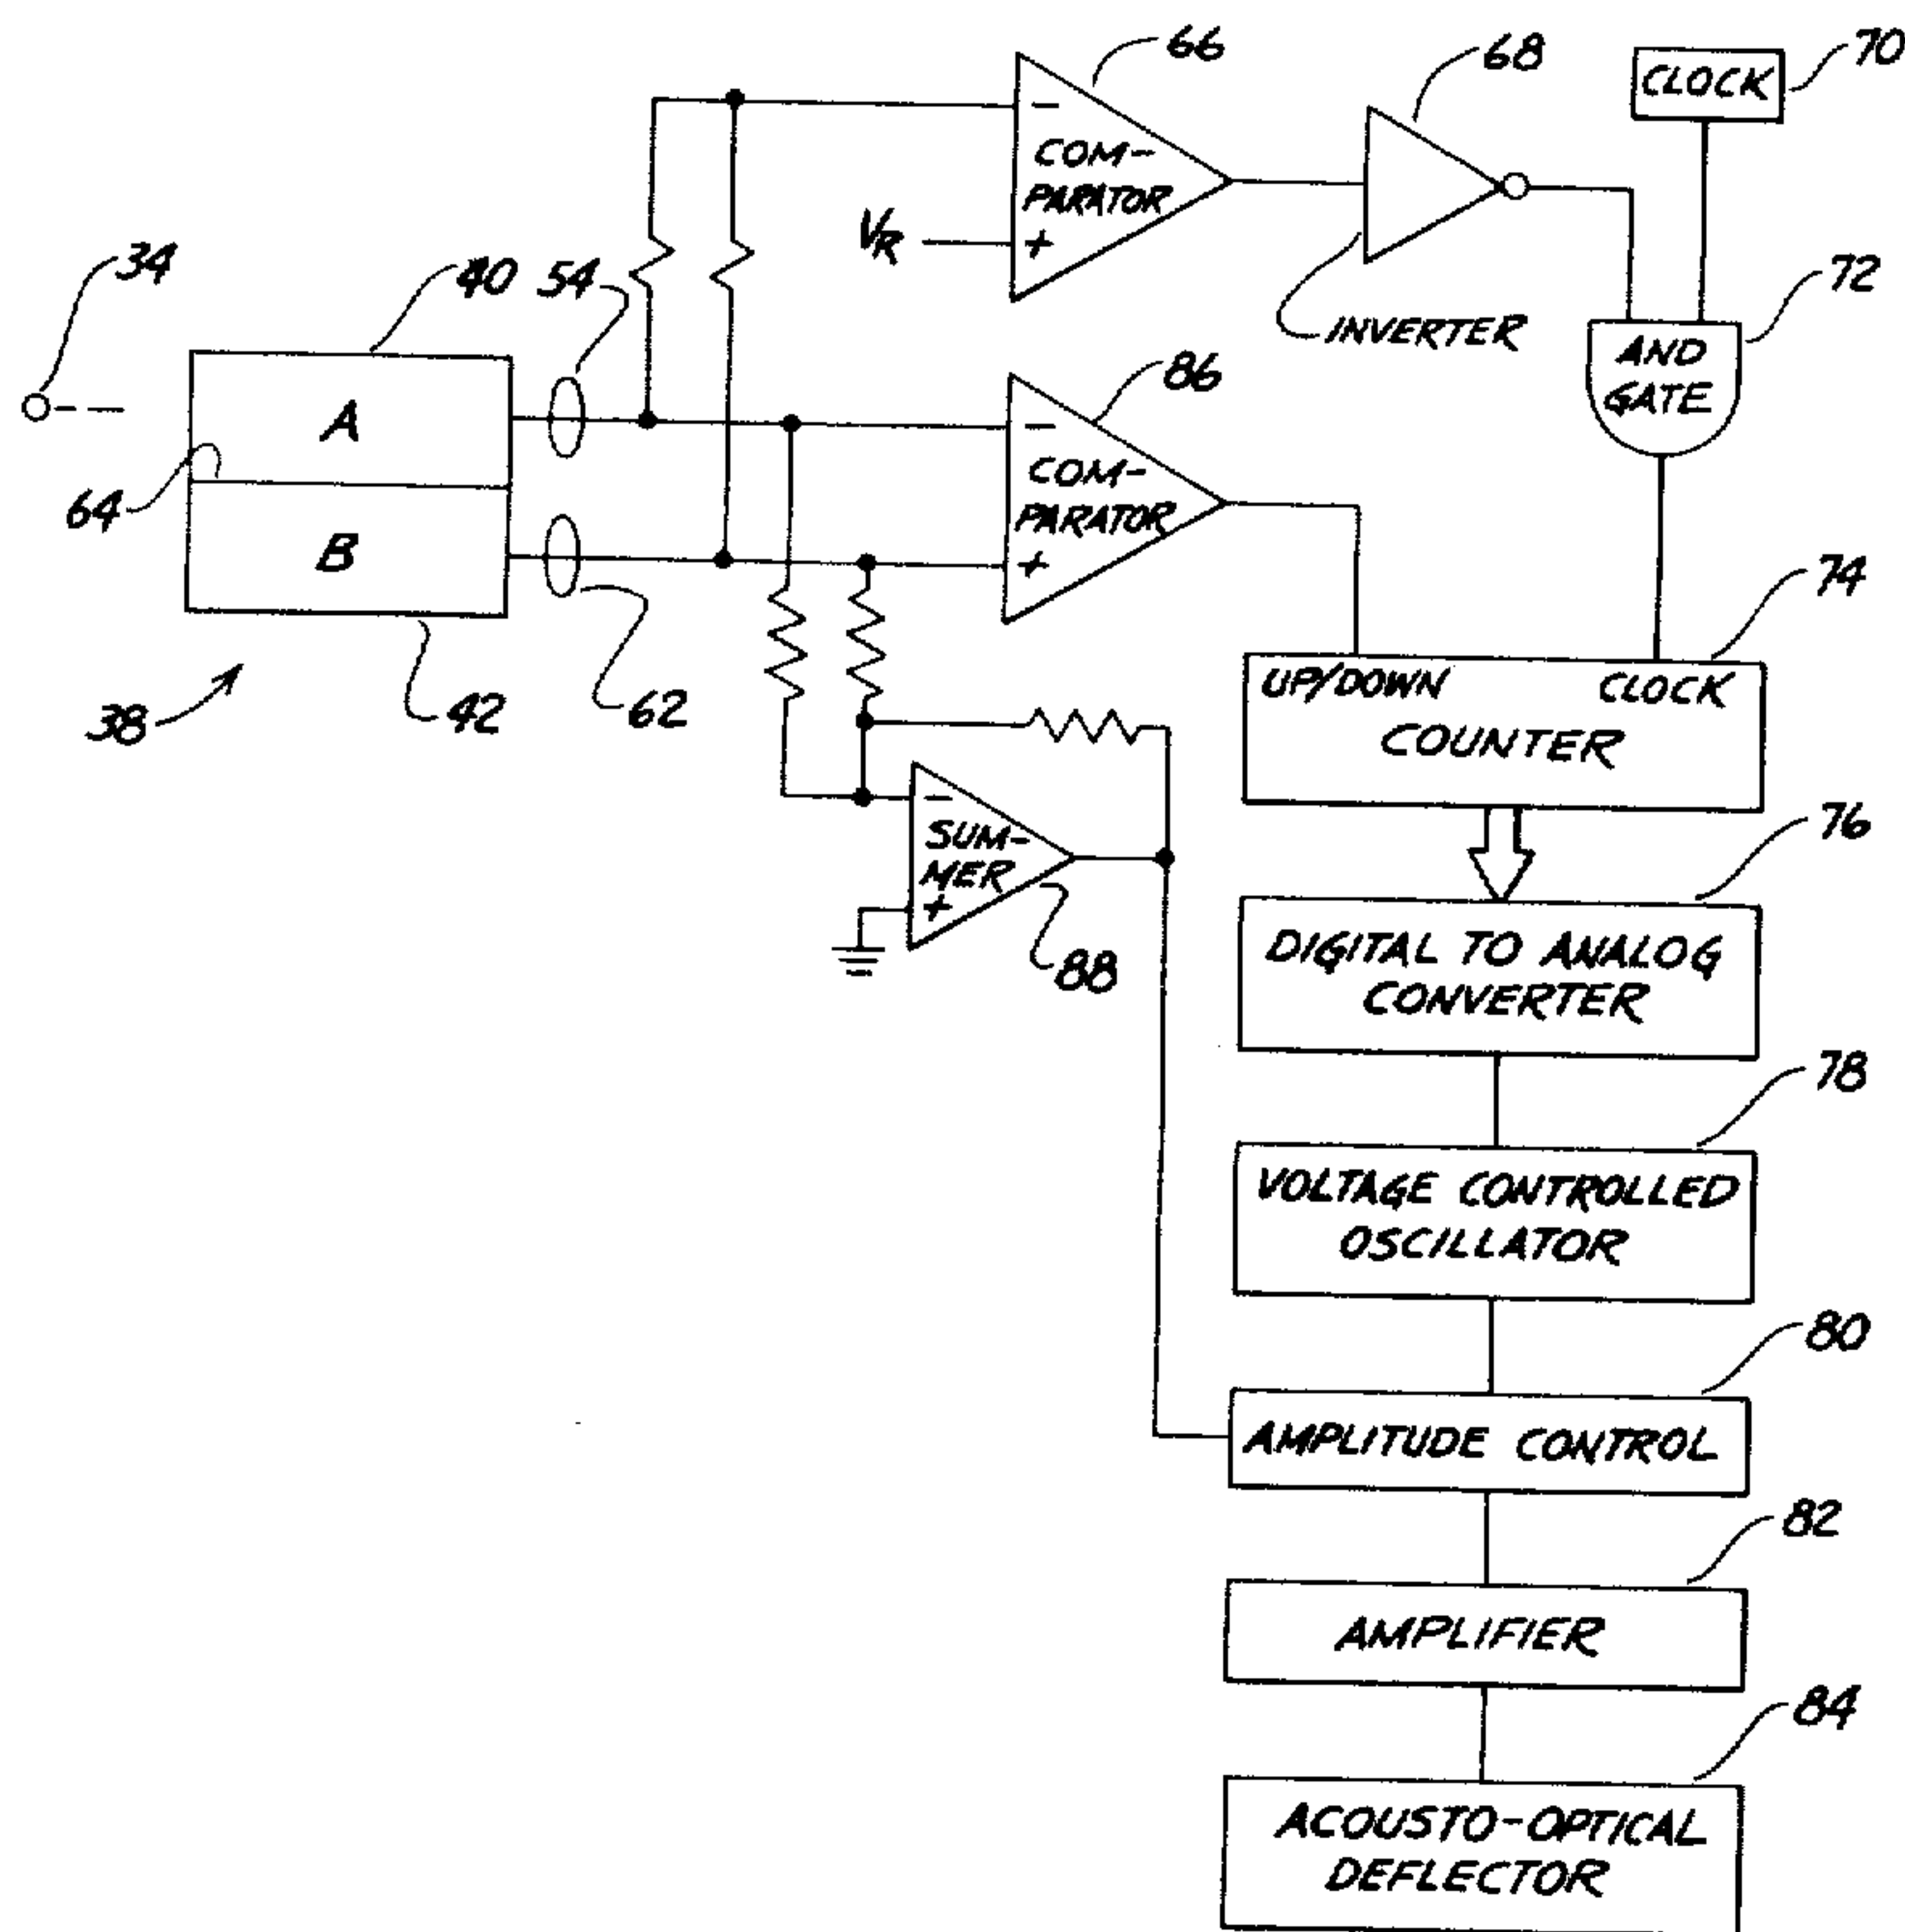 66
68
70
CLOCK
-
COM-
PARATOR
+
VR
34
40
54
INVERTER
72
AND
GATE
86
A
-
COM-
PARATOR
+
64
B
62
38
42
74
UP/DOWN
CLOCK
COUNTER
76
-
SUM-
MER
+
88
DIGITAL TO ANALOG
CONVERTER
78
VOLTAGE CONTROLLED
OSCILLATOR
80
AMPLITUDE CONTROL
82
AMPLIFIER
84
ACOUSTO-OPTICAL
DEFLECTOR